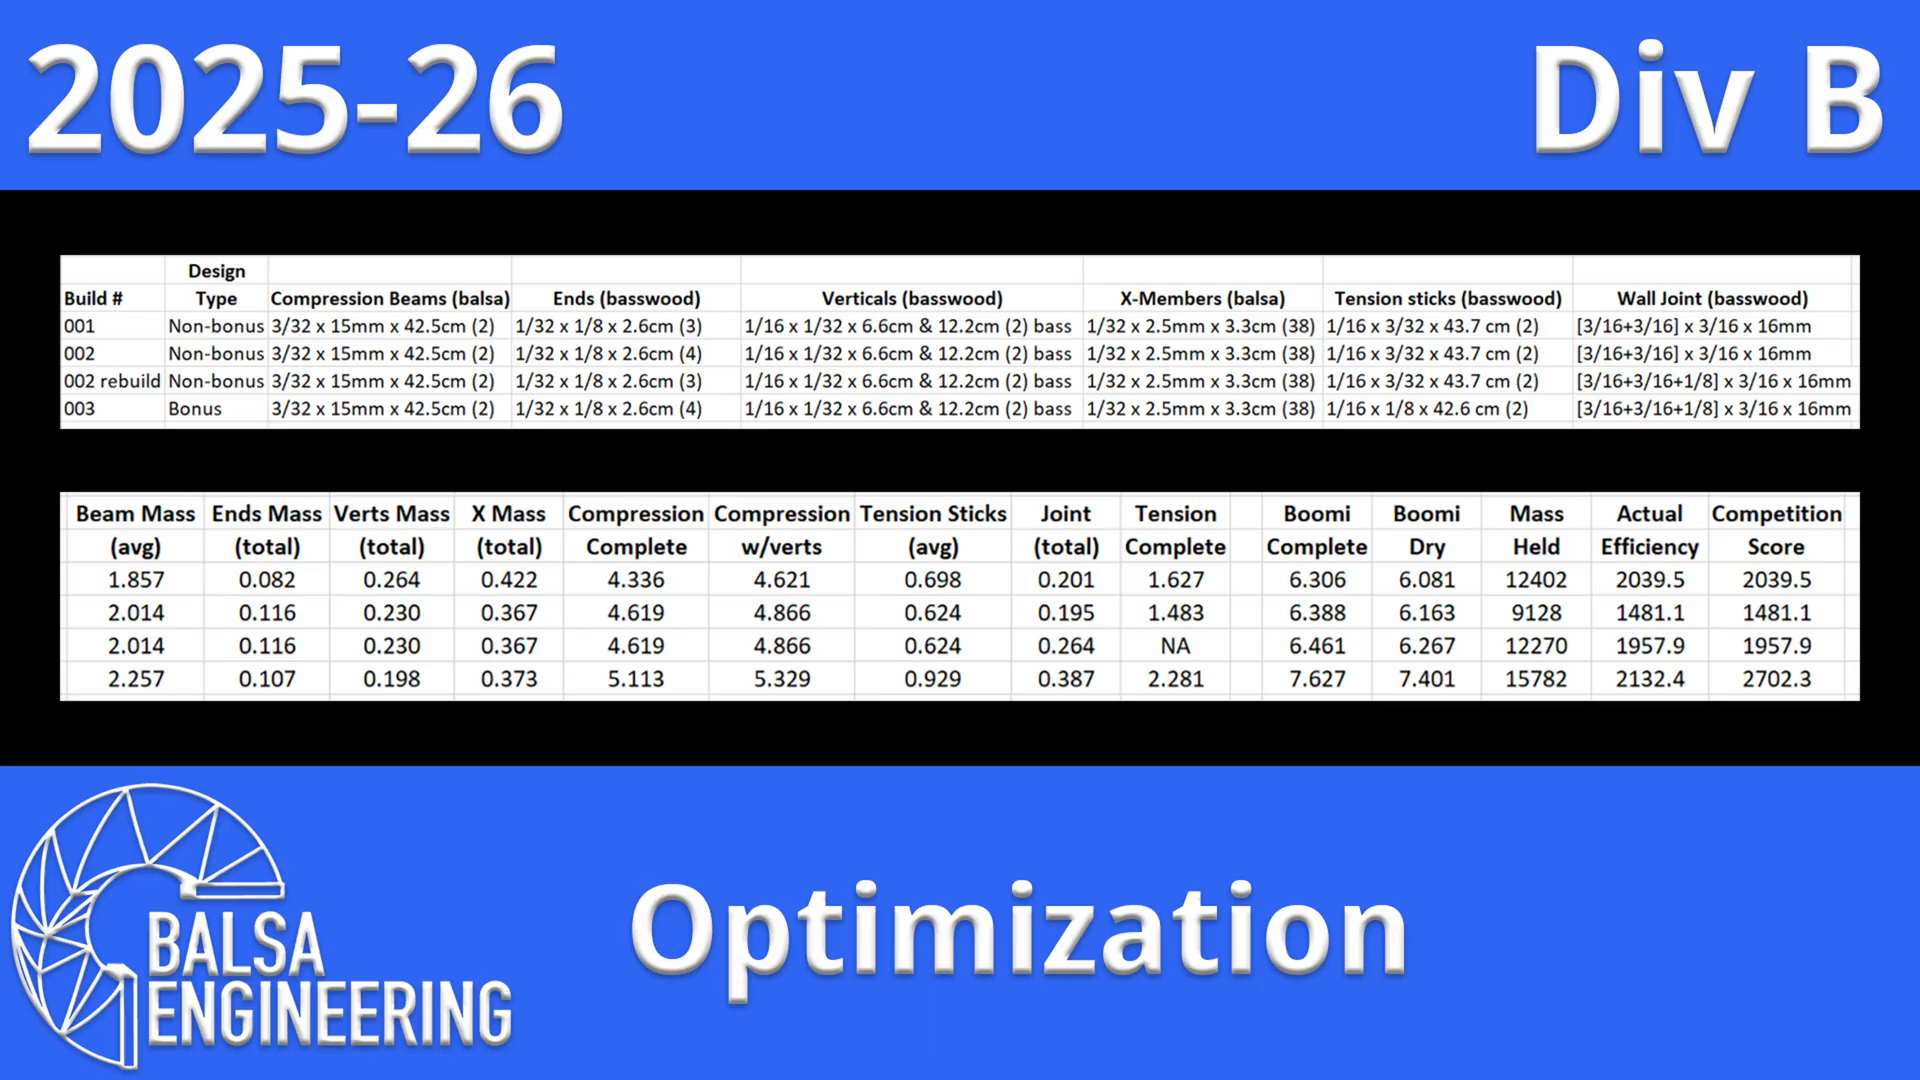 2025-26 Div B
Design
Build # Type Compression Beams (balsa) Ends (basswood) Verticals (basswood) X-Members (balsa) Tension sticks (basswood) Wall Joint (basswood)
001 Non-bonus 3/32 x 15mm x 42.5cm (2) 1/32 x 1/8 x 2.6cm (3) 1/16 x 1/32 x 6.6cm & 12.2cm (2) bass 1/32 x 2.5mm x 3.3cm (38) 1/16 x 3/32 x 43.7 cm (2) [3/16+3/16] x 3/16 x 16mm
002 Non-bonus 3/32 x 15mm x 42.5cm (2) 1/32 x 1/8 x 2.6cm (4) 1/16 x 1/32 x 6.6cm & 12.2cm (2) bass 1/32 x 2.5mm x 3.3cm (38) 1/16 x 3/32 x 43.7 cm (2) [3/16+3/16] x 3/16 x 16mm
002 rebuild Non-bonus 3/32 x 15mm x 42.5cm (2) 1/32 x 1/8 x 2.6cm (3) 1/16 x 1/32 x 6.6cm & 12.2cm (2) bass 1/32 x 2.5mm x 3.3cm (38) 1/16 x 3/32 x 43.7 cm (2) [3/16+3/16+1/8] x 3/16 x 16mm
003 Bonus 3/32 x 15mm x 42.5cm (2) 1/32 x 1/8 x 2.6cm (4) 1/16 x 1/32 x 6.6cm & 12.2cm (2) bass 1/32 x 2.5mm x 3.3cm (38) 1/16 x 1/8 x 42.6 cm (2) [3/16+3/16+1/8] x 3/16 x 16mm
Beam Mass Ends Mass Verts Mass X Mass Compression Compression Tension Sticks Joint Tension Boomi Boomi Mass Actual Competition
(avg) (total) (total) (total) Complete w/verts (avg) (total) Complete Complete Dry Held Efficiency Score
1.857 0.082 0.264 0.422 4.336 4.621 0.698 0.201 1.627 6.306 6.081 12402 2039.5 2039.5
2.014 0.116 0.230 0.367 4.619 4.866 0.624 0.195 1.483 6.388 6.163 9128 1481.1 1481.1
2.014 0.116 0.230 0.367 4.619 4.866 0.624 0.264 NA 6.461 6.267 12270 1957.9 1957.9
2.257 0.107 0.198 0.373 5.113 5.329 0.929 0.387 2.281 7.627 7.401 15782 2132.4 2702.3
BALSA
ENGINEERING
Optimization